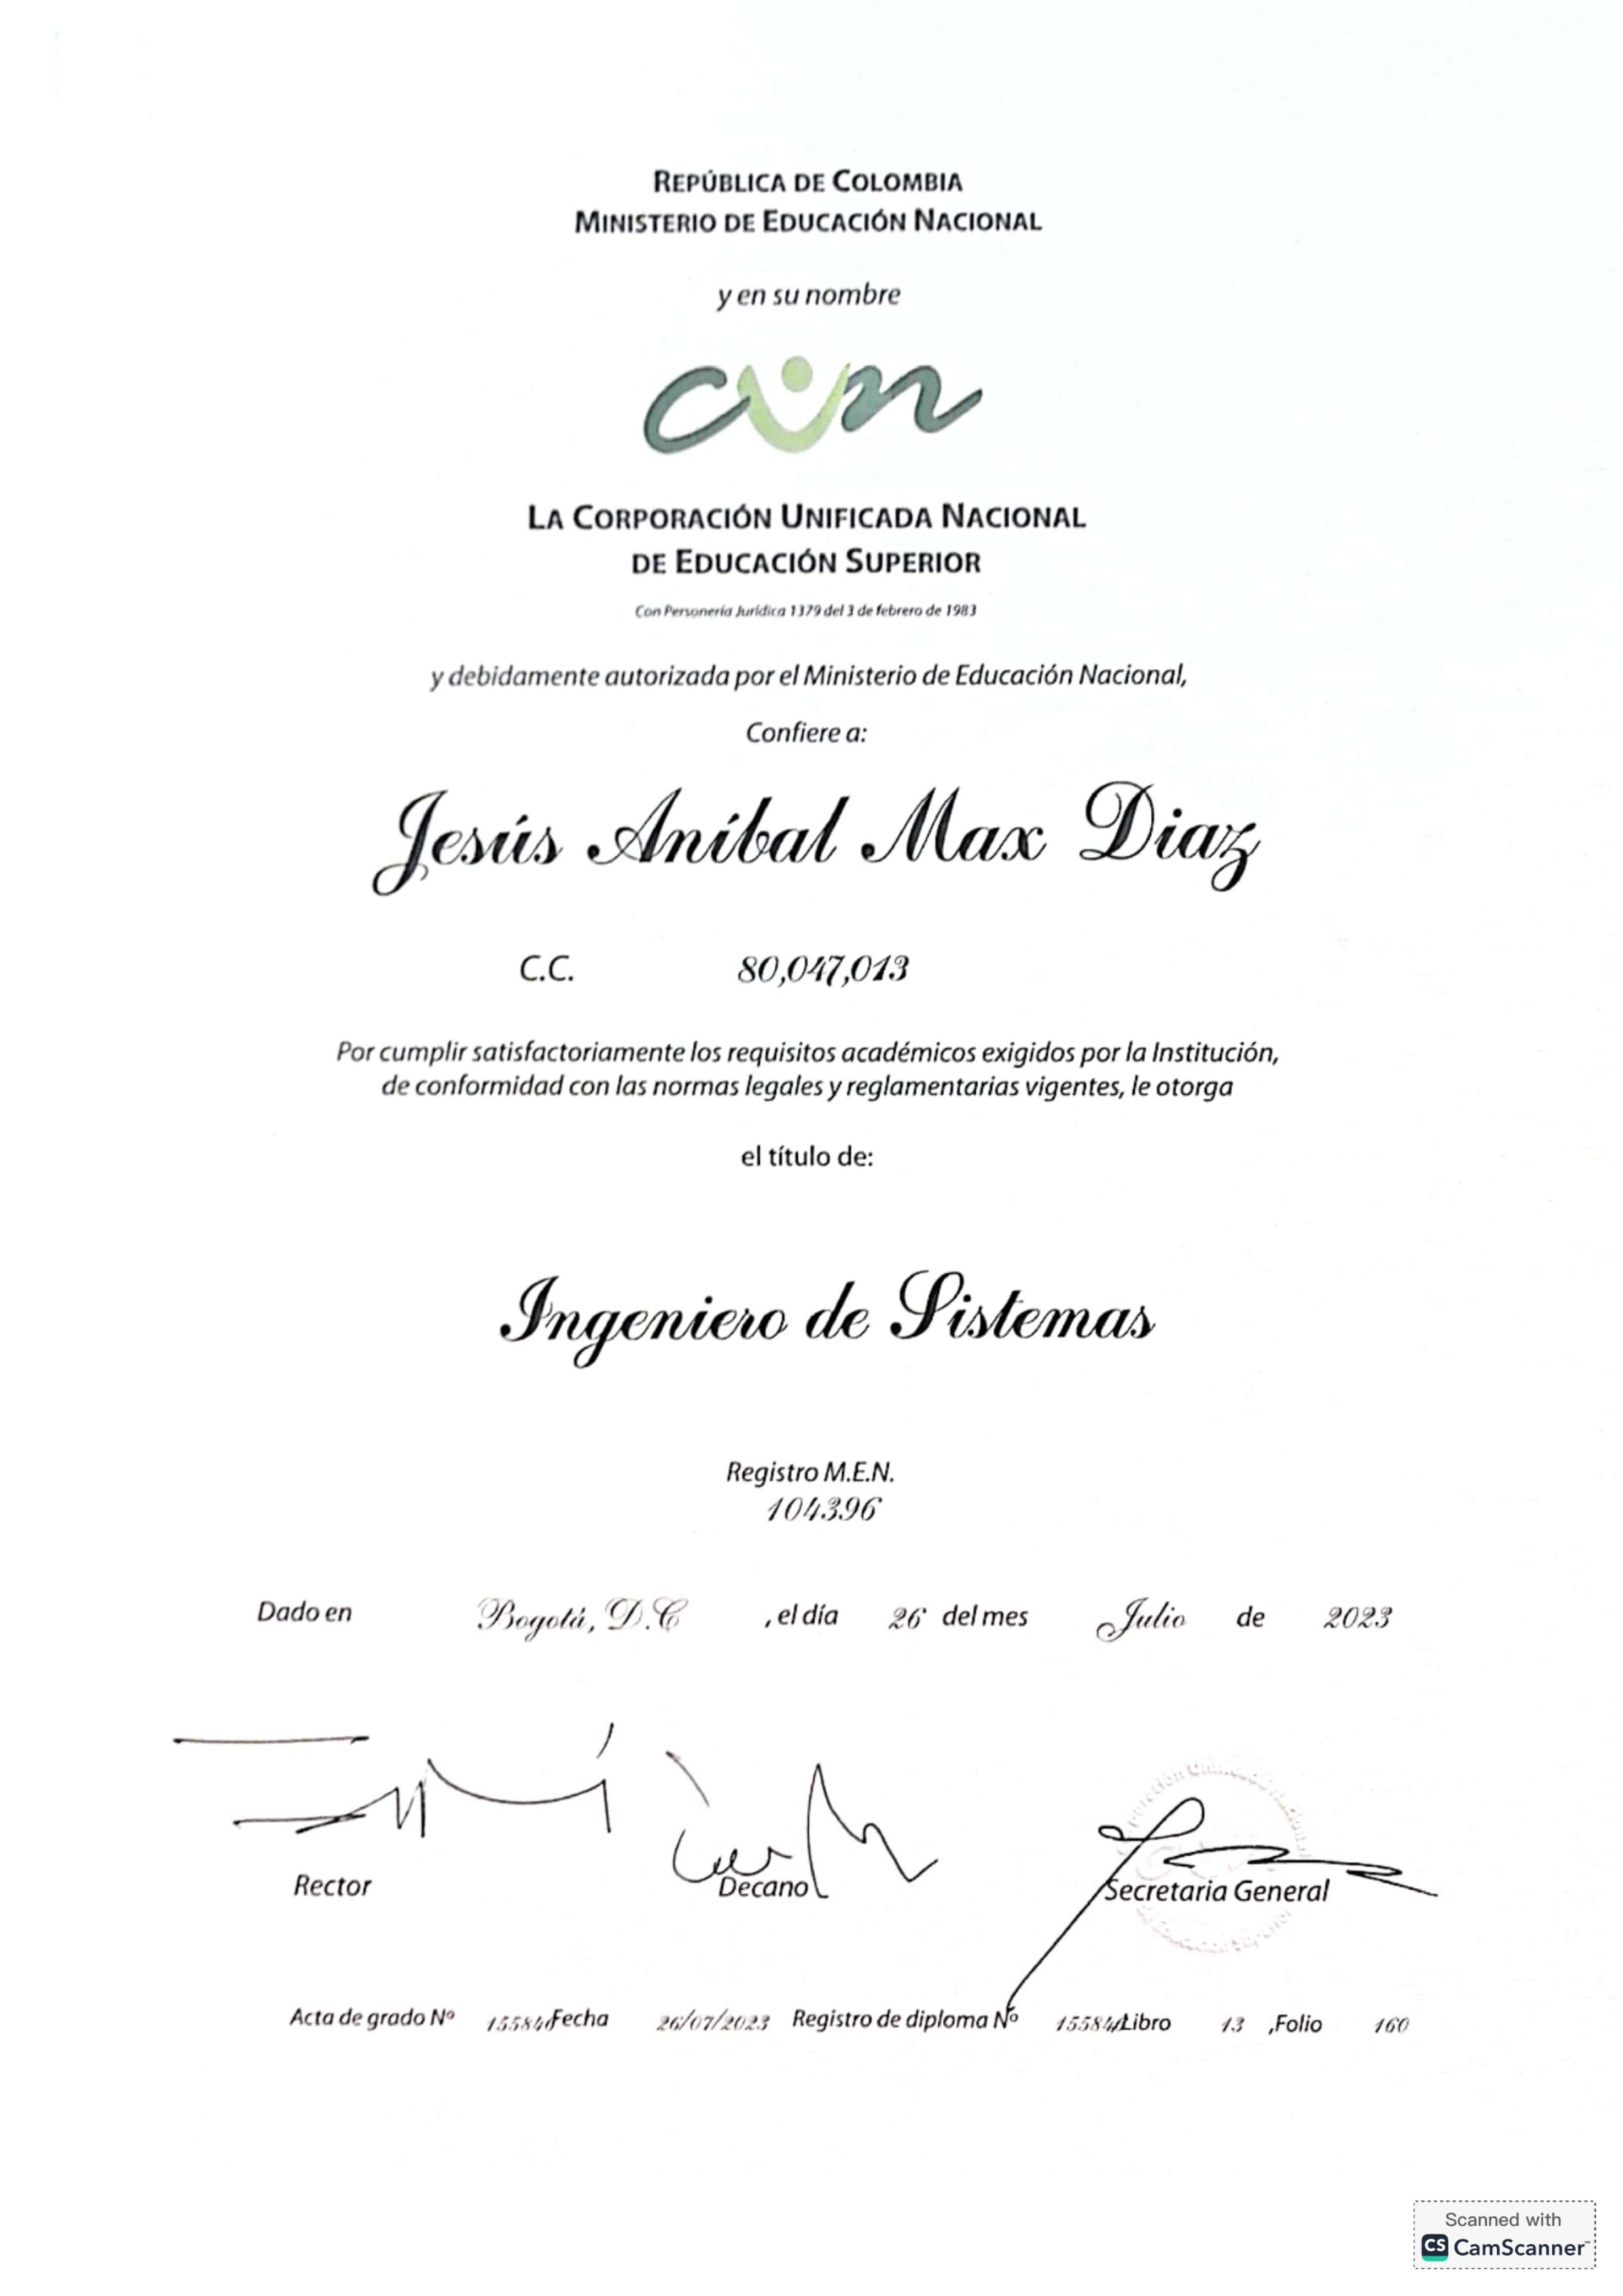 REPÚBLICA DE COLOMBIA
MINISTERIO DE EDUCACIÓN NACIONAL
y en su nombre
cun
LA CORPORACIÓN UNIFICADA NACIONAL
DE EDUCACIÓN SUPERIOR
Con Personería Jurídica 1379 del 3 de febrero de 1983
y debidamente autorizada por el Ministerio de Educación Nacional,
Confiere a:
Jesús Aníbal Max Diaz
C.C. 80,047,013
Por cumplir satisfactoriamente los requisitos académicos exigidos por la Institución,
de conformidad con las normas legales y reglamentarias vigentes, le otorga
el título de:
Ingeniero de Sistemas
Registro M.E.N.
104396
Dado en Bogotá, D.C , el día 26 del mes Julio de 2023
Rector
Decano
Secretaria General
Acta de grado Nº 15584 Fecha 26/07/2023 Registro de diploma Nº 15584 Libro 13 ,Folio 160
Scanned with
CS CamScanner